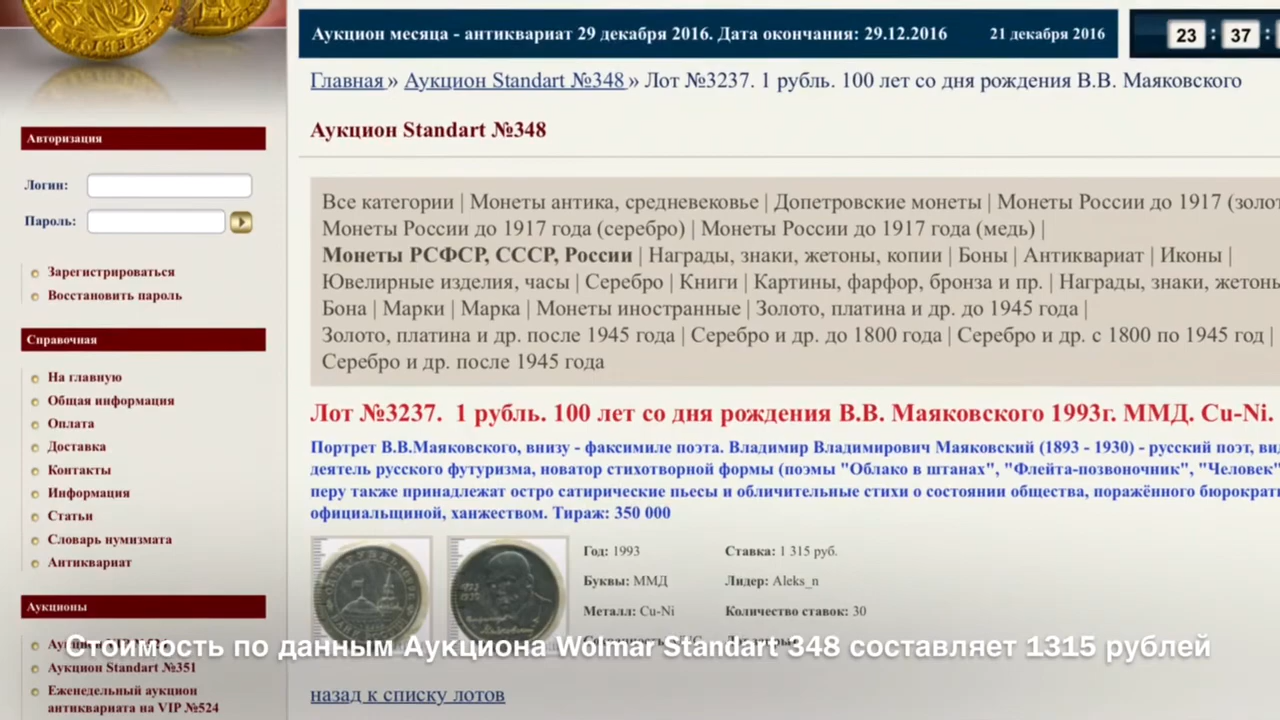 Аукцион месяца - антиквариат 29 декабря 2016. Дата окончания: 29.12.2016
21 декабря 2016
23 : 37 :
Главная » Аукцион Standart №348 » Лот №3237. 1 рубль. 100 лет со дня рождения В.В. Маяковского
Аукцион Standart №348
Авторизация
Логин:
Пароль:
Зарегистрироваться
Восстановить пароль
Справочная
На главную
Общая информация
Оплата
Доставка
Контакты
Информация
Статьи
Словарь нумизмата
Антиквариат
Аукционы
Аукцион Standart №351
Еженедельный аукцион
антиквариата на VIP №524
Все категории | Монеты антика, средневековье | Допетровские монеты | Монеты России до 1917 (золот
Монеты России до 1917 года (серебро) | Монеты России до 1917 года (медь) |
Монеты РСФСР, СССР, России | Награды, знаки, жетоны, копии | Боны | Антиквариат | Иконы |
Ювелирные изделия, часы | Серебро | Книги | Картины, фарфор, бронза и пр. | Награды, знаки, жетоны
Бона | Марки | Марка | Монеты иностранные | Золото, платина и др. до 1945 года |
Золото, платина и др. после 1945 года | Серебро и др. до 1800 года | Серебро и др. с 1800 по 1945 год |
Серебро и др. после 1945 года
Лот №3237. 1 рубль. 100 лет со дня рождения В.В. Маяковского 1993г. ММД. Cu-Ni.
Портрет В.В.Маяковского, внизу - факсимиле поэта. Владимир Владимирович Маяковский (1893 - 1930) - русский поэт, вид
деятель русского футуризма, новатор стихотворной формы (поэмы "Облако в штанах", "Флейта-позвоночник", "Человек"
перу также принадлежат остро сатирические пьесы и обличительные стихи о состоянии общества, поражённого бюрократи
официальщиной, ханжеством. Тираж: 350 000
Год: 1993
Ставка: 1 315 руб.
Буквы: ММД
Лидер: Aleks_n
Металл: Cu-Ni
Количество ставок: 30
Стоимость по данным Аукциона Wolmar Standart 348 составляет 1315 рублей
назад к списку лотов